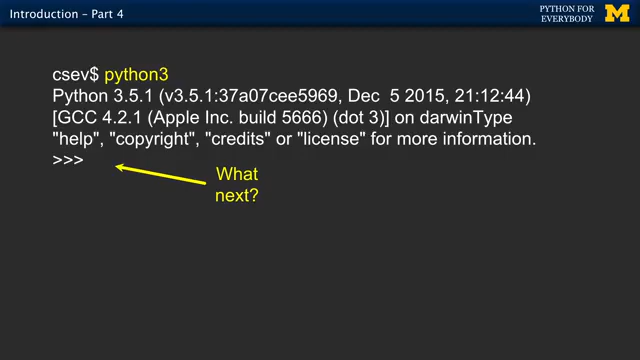 Introduction – Part 4
PYTHON FOR
EVERYBODY
M
csev$ python3
Python 3.5.1 (v3.5.1:37a07cee5969, Dec  5 2015, 21:12:44)
[GCC 4.2.1 (Apple Inc. build 5666) (dot 3)] on darwinType
"help", "copyright", "credits" or "license" for more information.
>>>
What
next?